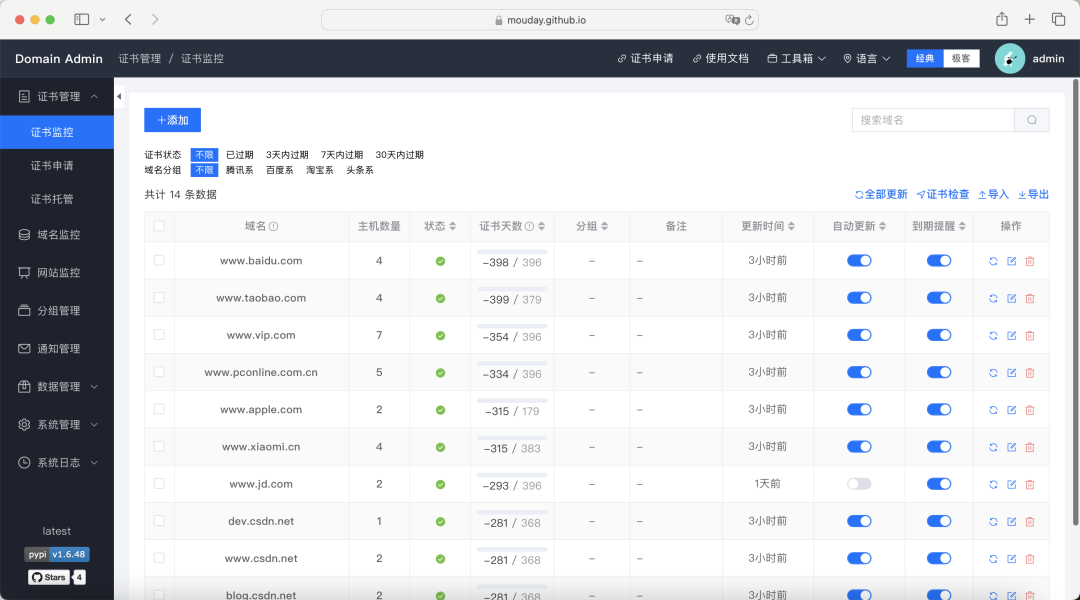 mouday.github.io
Domain Admin 证书管理 / 证书监控 证书申请 使用文档 工具箱 语言 经典 极客 admin
证书管理
证书监控
证书申请
证书托管
域名监控
网站监控
分组管理
通知管理
数据管理
系统管理
系统日志
latest
pypi v1.6.48
Stars 4
+添加 搜索域名
证书状态 不限 已过期 3天内过期 7天内过期 30天内过期
域名分组 不限 腾讯系 百度系 淘宝系 头条系
共计 14 条数据 全部更新 证书检查 导入 导出
域名 主机数量 状态 证书天数 分组 备注 更新时间 自动更新 到期提醒 操作
www.baidu.com 4 -398 / 396 - - 3小时前
www.taobao.com 4 -399 / 379 - - 3小时前
www.vip.com 7 -354 / 396 - - 3小时前
www.pconline.com.cn 5 -334 / 396 - - 3小时前
www.apple.com 2 -315 / 179 - - 3小时前
www.xiaomi.cn 4 -315 / 383 - - 3小时前
www.jd.com 2 -293 / 396 - - 1天前
dev.csdn.net 1 -281 / 368 - - 3小时前
www.csdn.net 2 -281 / 368 - - 3小时前
blog.csdn.net 2 -281 / 368 - - 3小时前